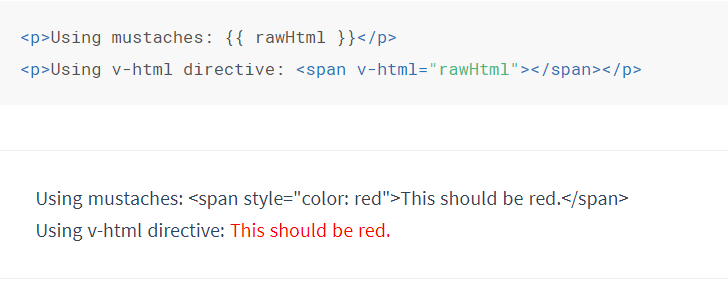 <p>Using mustaches: {{ rawHtml }}</p>
<p>Using v-html directive: <span v-html="rawHtml"></span></p>
Using mustaches: <span style="color: red">This should be red.</span>
Using v-html directive: This should be red.